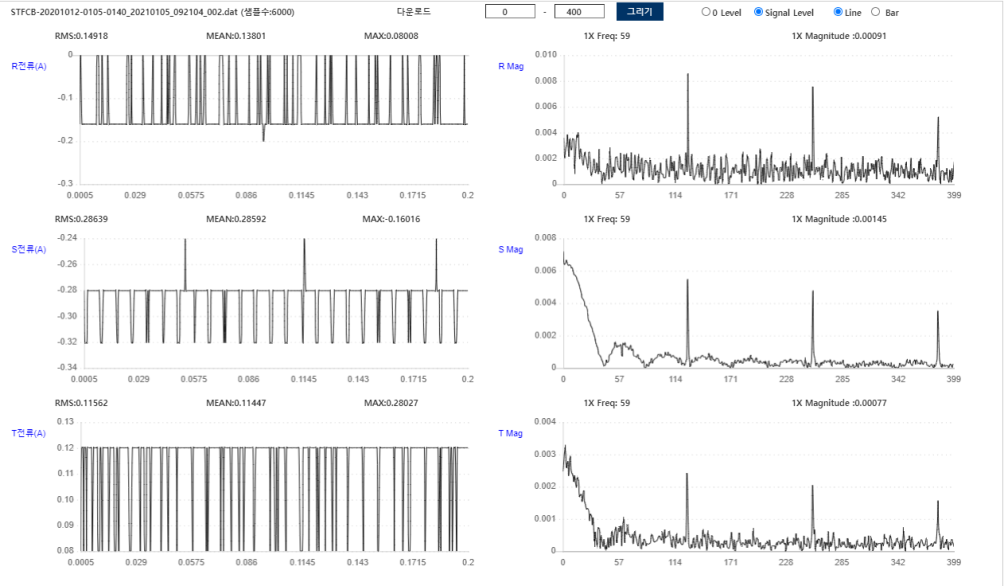 STFCB-20201012-0105-0140_20210105_092104_002.dat (샘플수:6000) 다운로드 0 - 400 그리기 0 Level Signal Level Line Bar
RMS:0.14918 MEAN:0.13801 MAX:0.08008
R전류(A)
0
-0.1
-0.2
-0.3
0.0005 0.029 0.0575 0.086 0.1145 0.143 0.1715 0.2
1X Freq: 59 1X Magnitude :0.00091
R Mag
0.010
0.008
0.006
0.004
0.002
0
0 57 114 171 228 285 342 399
RMS:0.28639 MEAN:0.28592 MAX:-0.16016
S전류(A)
-0.24
-0.26
-0.28
-0.30
-0.32
-0.34
0.0005 0.029 0.0575 0.086 0.1145 0.143 0.1715 0.2
1X Freq: 59 1X Magnitude :0.00145
S Mag
0.008
0.006
0.004
0.002
0
0 57 114 171 228 285 342 399
RMS:0.11562 MEAN:0.11447 MAX:0.28027
T전류(A)
0.13
0.12
0.11
0.10
0.09
0.08
0.0005 0.029 0.0575 0.086 0.1145 0.143 0.1715 0.2
1X Freq: 59 1X Magnitude :0.00077
T Mag
0.004
0.003
0.002
0.001
0
0 57 114 171 228 285 342 399